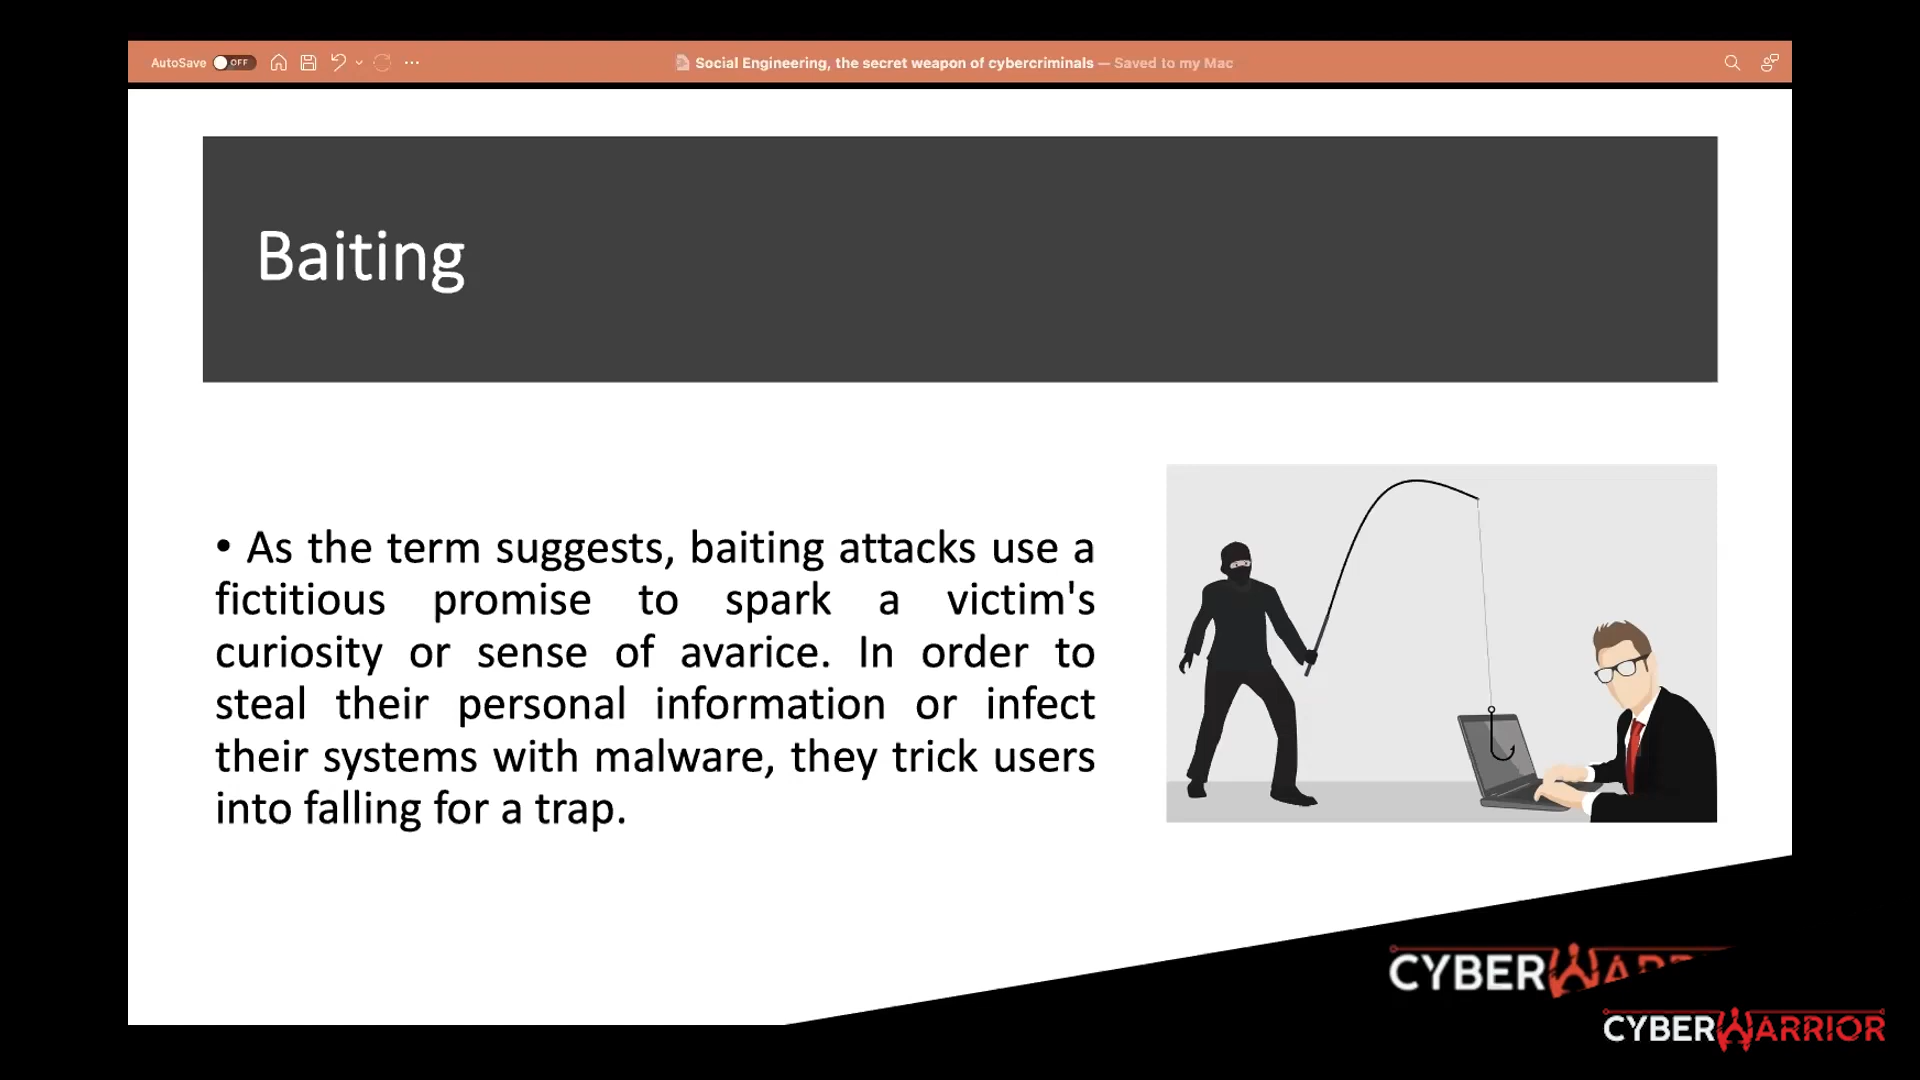 AutoSave OFF
Social Engineering, the secret weapon of cybercriminals — Saved to my Mac
Baiting
• As the term suggests, baiting attacks use a
fictitious promise to spark a victim's
curiosity or sense of avarice. In order to
steal their personal information or infect
their systems with malware, they trick users
into falling for a trap.
CYBER
CYBERWARRIOR